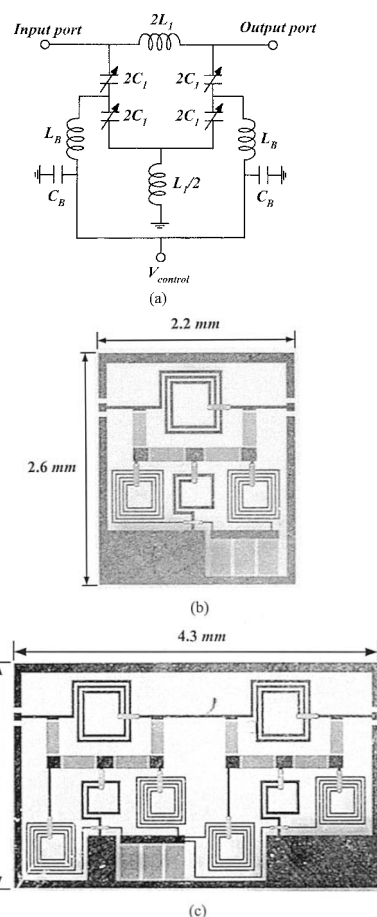 2L1
Input port
Output port
2C1
2C1
2C1
2C1
LB
LB
L1/2
CB
CB
Vcontrol
(a)
2.2 mm
2.6 mm
(b)
4.3 mm
(c)